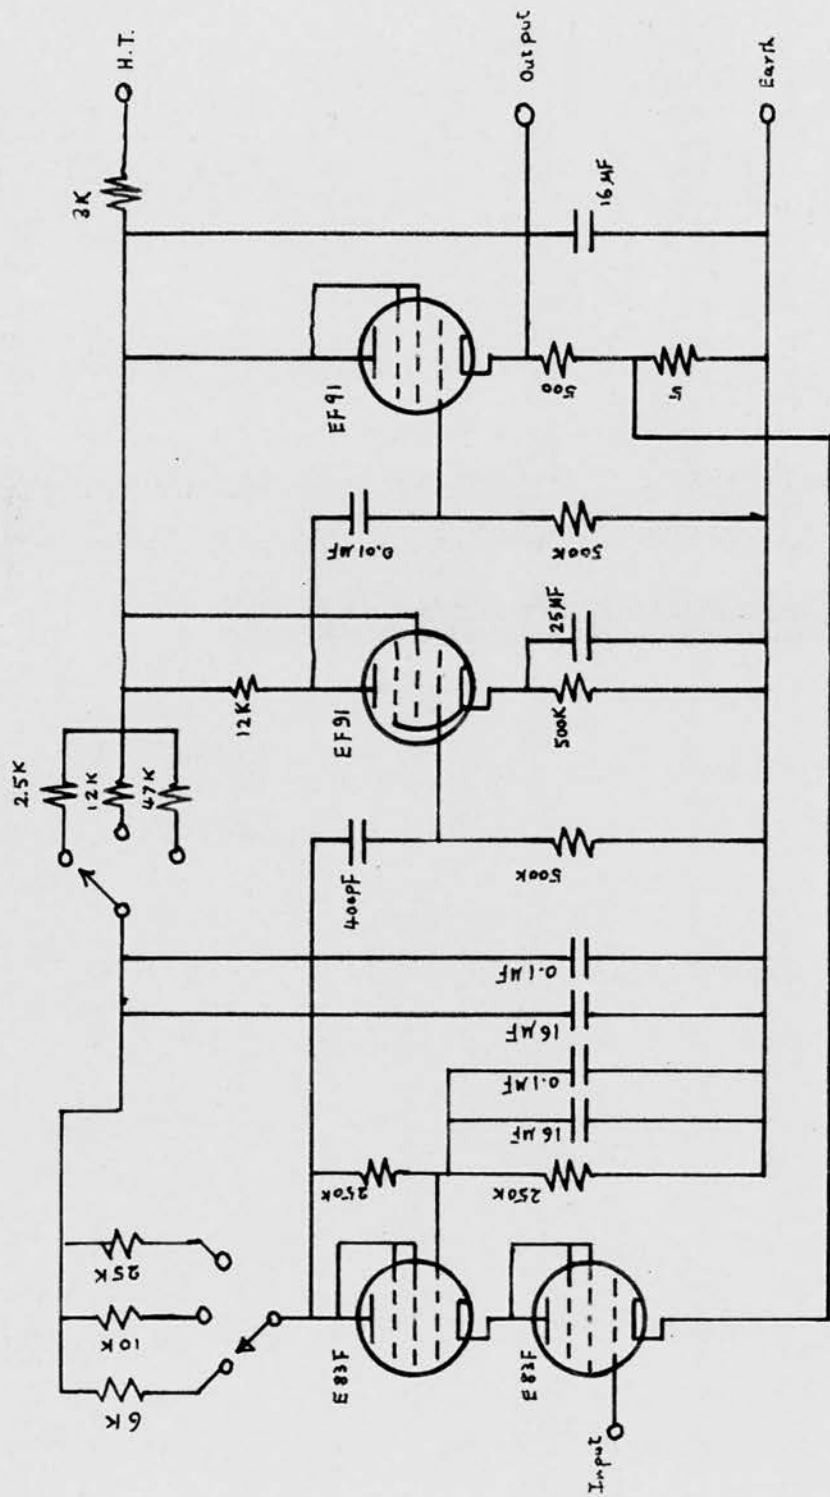 H.T.
3K
Output
Earth
16µF
EF91
500
5
0.01µF
500K
2.5K
12K
47K
12K
EF91
25µF
500K
400pF
500K
0.1µF
16µF
0.1µF
16µF
250K
250K
25K
10K
6K
E83F
E83F
Input